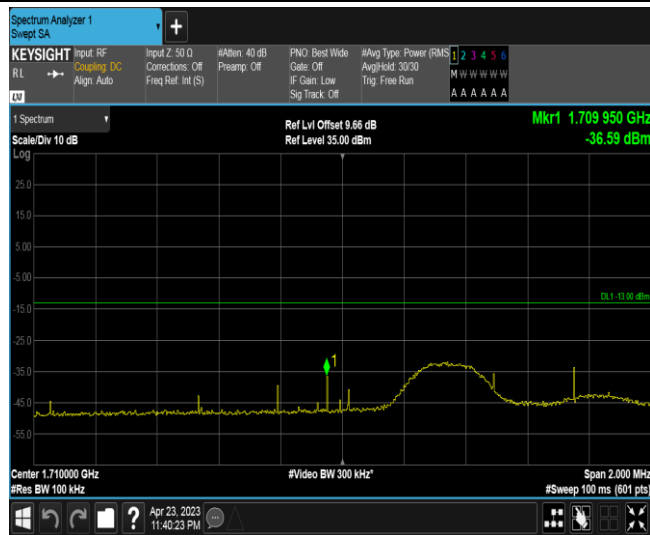 Spectrum Analyzer 1
Swept SA
+
KEYSIGHT
RL
Input: RF
Coupling: DC
Align: Auto
Input Z: 50 Ω
Corrections: Off
Freq Ref: Int (S)
#Atten: 40 dB
Preamp: Off
PNO: Best Wide
Gate: Off
IF Gain: Low
Sig Track: Off
#Avg Type: Power (RMS
Avg|Hold: 30/30
Trig: Free Run
1 2 3 4 5 6
M W W W W W
A A A A A A
1 Spectrum
Scale/Div 10 dB
Log
Ref Lvl Offset 9.66 dB
Ref Level 35.00 dBm
Mkr1 1.709 950 GHz
-36.59 dBm
25.0
15.0
5.00
-5.00
DL1 -13.00 dBm
-15.0
-25.0
1
-35.0
-45.0
-55.0
Center 1.710000 GHz
#Video BW 300 kHz*
Span 2.000 MHz
#Res BW 100 kHz
#Sweep 100 ms (601 pts)
?
Apr 23, 2023
11:40:23 PM